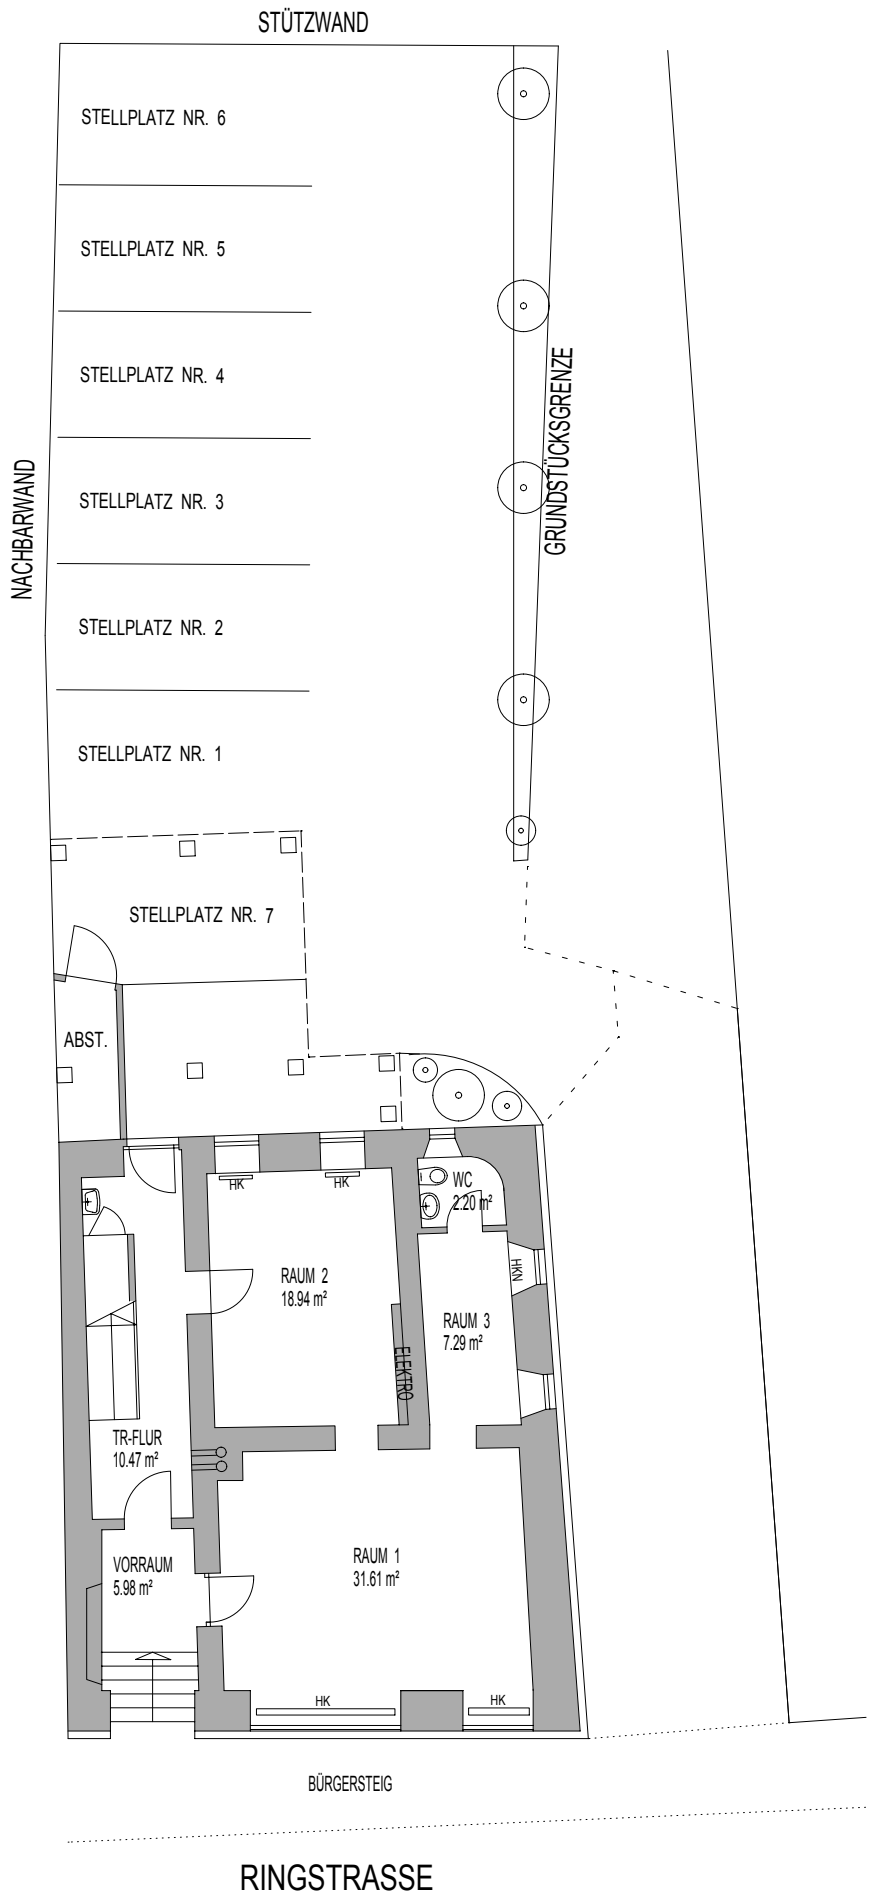 STÜTZWAND
STELLPLATZ NR. 6
STELLPLATZ NR. 5
STELLPLATZ NR. 4
GRUNDSTÜCKSGRENZE
NACHBARWAND
STELLPLATZ NR. 3
STELLPLATZ NR. 2
STELLPLATZ NR. 1
STELLPLATZ NR. 7
ABST.
HK
HK
WC
2.20 m²
HKN
RAUM 2
18.94 m²
RAUM 3
7.29 m²
ELEKTRO
TR-FLUR
10.47 m²
VORRAUM
5.98 m²
RAUM 1
31.61 m²
HK
HK
BÜRGERSTEIG
RINGSTRASSE